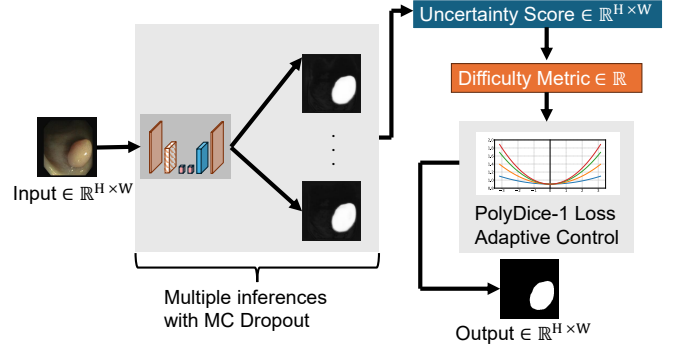 Uncertainty Score ∈ ℝ^{H×W}
Difficulty Metric ∈ ℝ
Input ∈ ℝ^{H×W}
PolyDice-1 Loss
Adaptive Control
Multiple inferences
with MC Dropout
Output ∈ ℝ^{H×W}